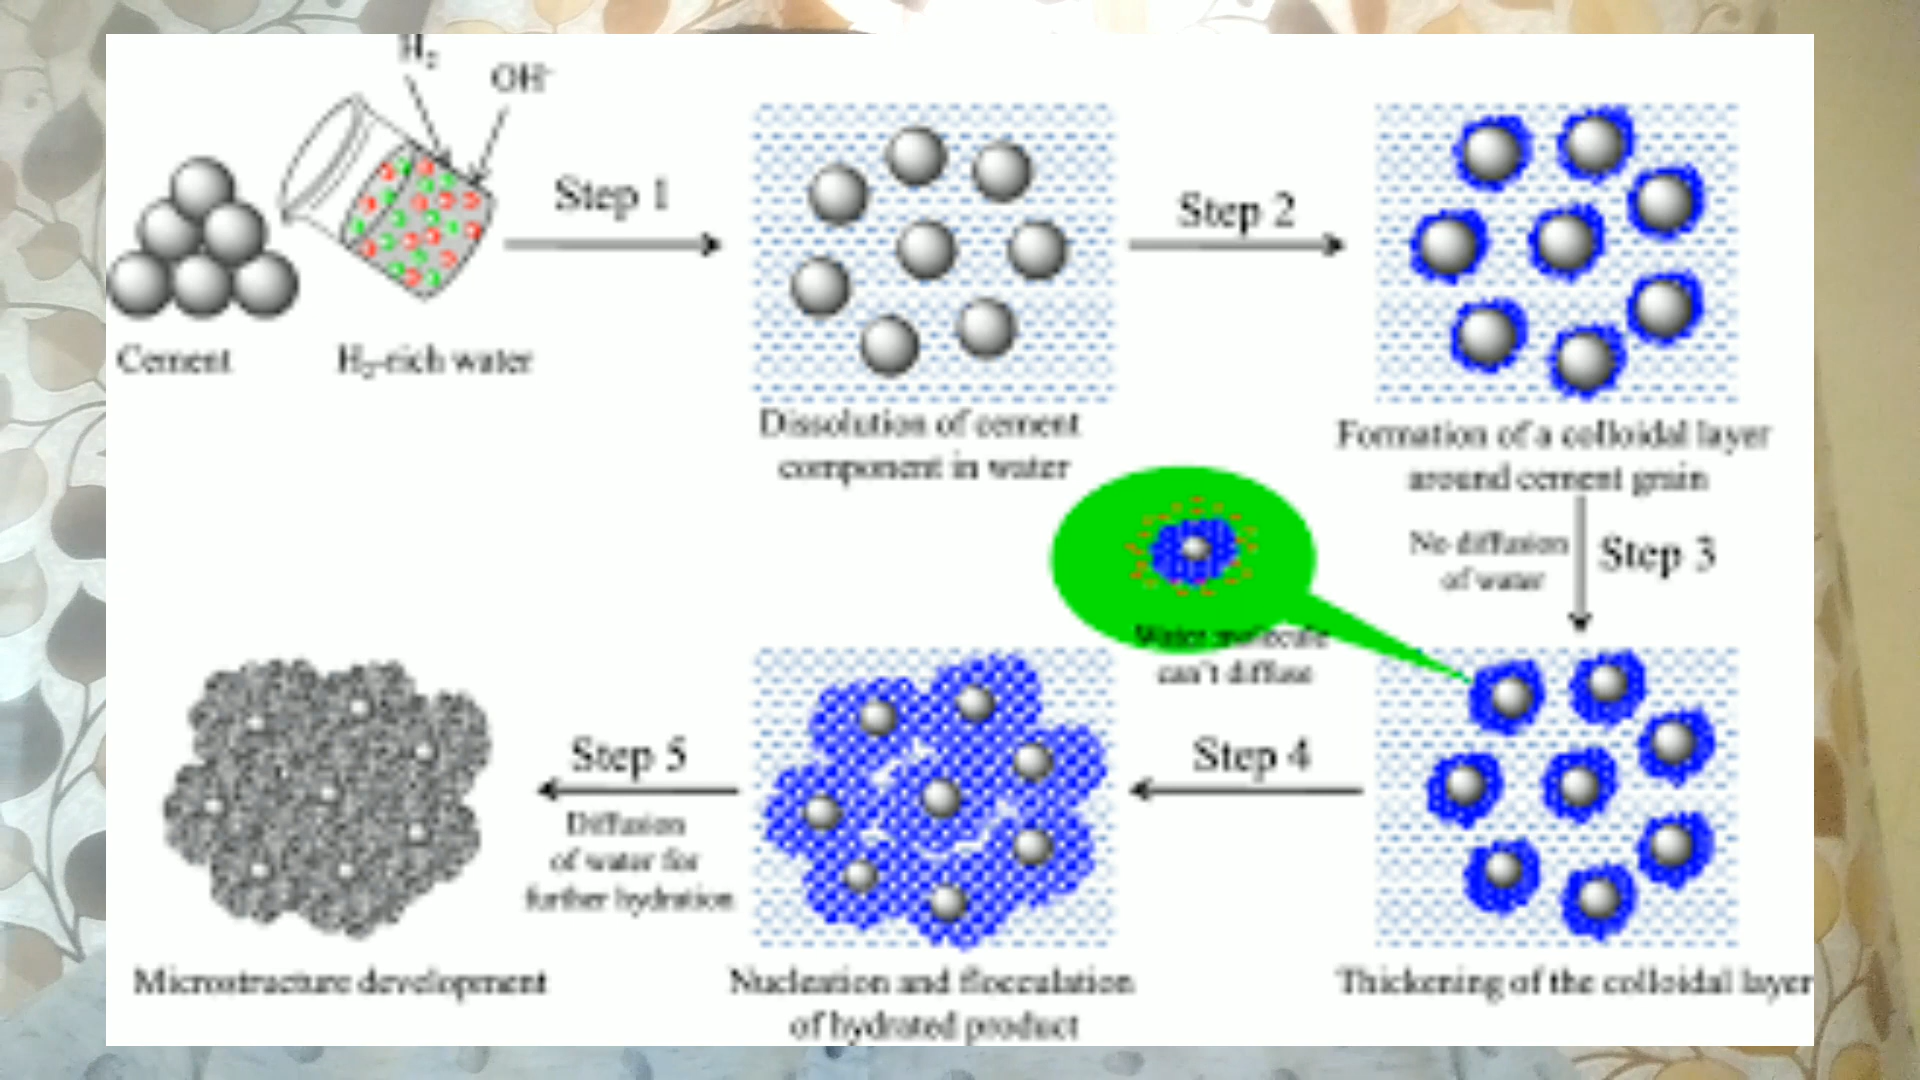 H₂
OH⁻
Step 1
Step 2
Cement
H₂-rich water
Dissolution of cement
component in water
Formation of a colloidal layer
around cement grain
No diffusion
of water
Step 3
Water molecule
can't diffuse
Step 4
Step 5
Diffusion
of water for
further hydration
Microstructure development
Nucleation and flocculation
of hydrated product
Thickening of the colloidal layer